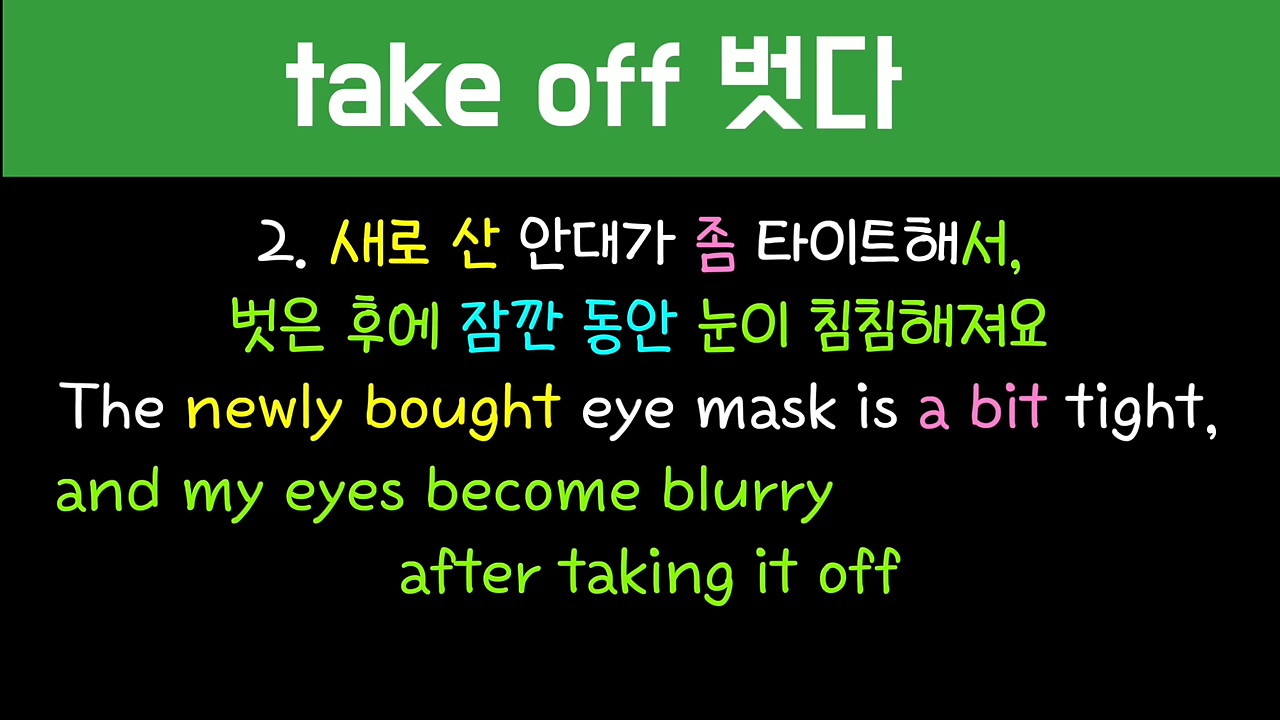 take off 벗다
2. 새로 산 안대가 좀 타이트해서,
벗은 후에 잠깐 동안 눈이 침침해져요
The newly bought eye mask is a bit tight,
and my eyes become blurry
after taking it off